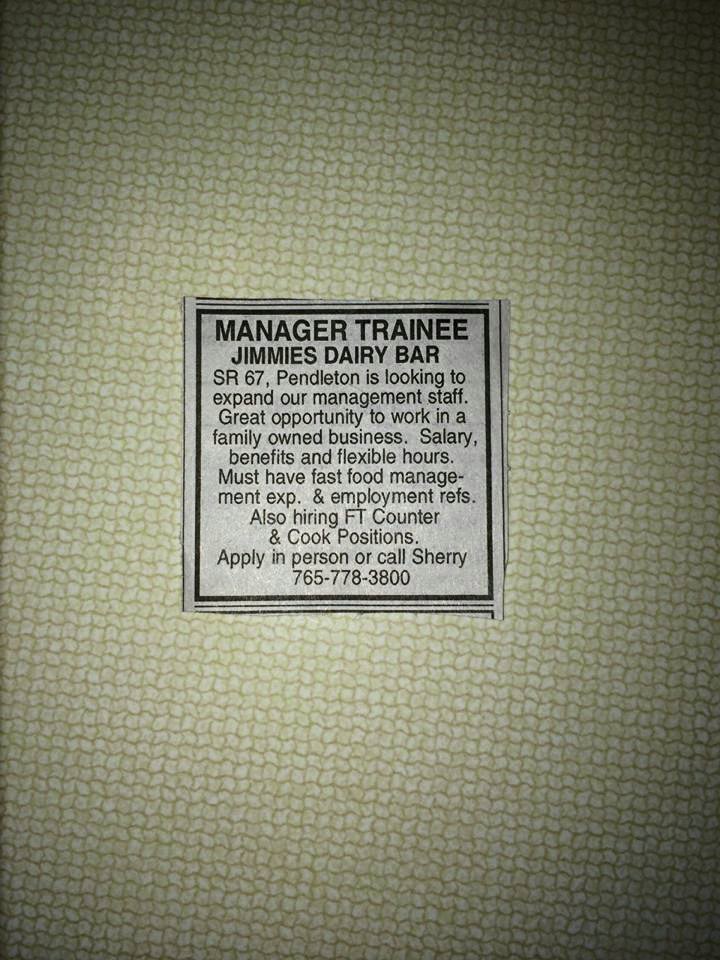 MANAGER TRAINEE
JIMMIES DAIRY BAR
SR 67, Pendleton is looking to
expand our management staff.
Great opportunity to work in a
family owned business. Salary,
benefits and flexible hours.
Must have fast food manage-
ment exp. & employment refs.
Also hiring FT Counter
& Cook Positions.
Apply in person or call Sherry
765-778-3800